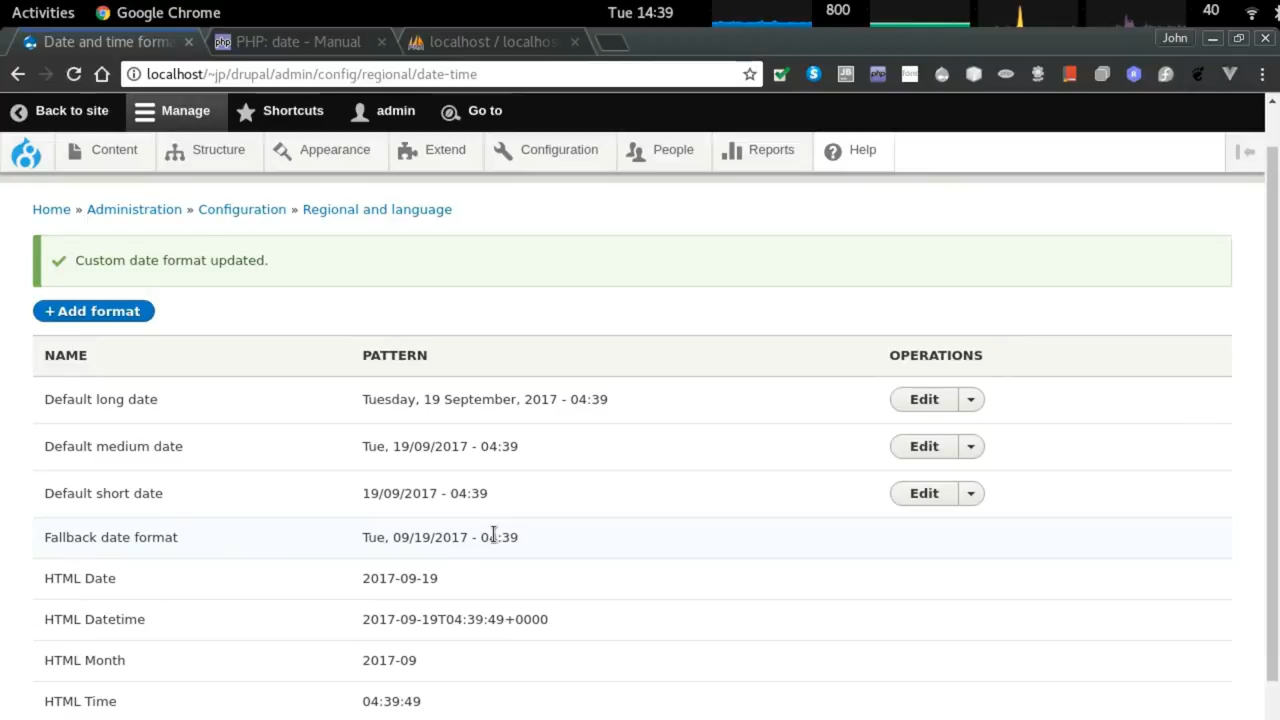 Activities Google Chrome Tue 14:39 800 40
Date and time form PHP: date - Manual localhost / localhos John
localhost/~jp/drupal/admin/config/regional/date-time
Back to site Manage Shortcuts admin Go to
Content Structure Appearance Extend Configuration People Reports Help
Home » Administration » Configuration » Regional and language
Custom date format updated.
+ Add format
NAME PATTERN OPERATIONS
Default long date Tuesday, 19 September, 2017 - 04:39 Edit
Default medium date Tue, 19/09/2017 - 04:39 Edit
Default short date 19/09/2017 - 04:39 Edit
Fallback date format Tue, 09/19/2017 - 04:39
HTML Date 2017-09-19
HTML Datetime 2017-09-19T04:39:49+0000
HTML Month 2017-09
HTML Time 04:39:49